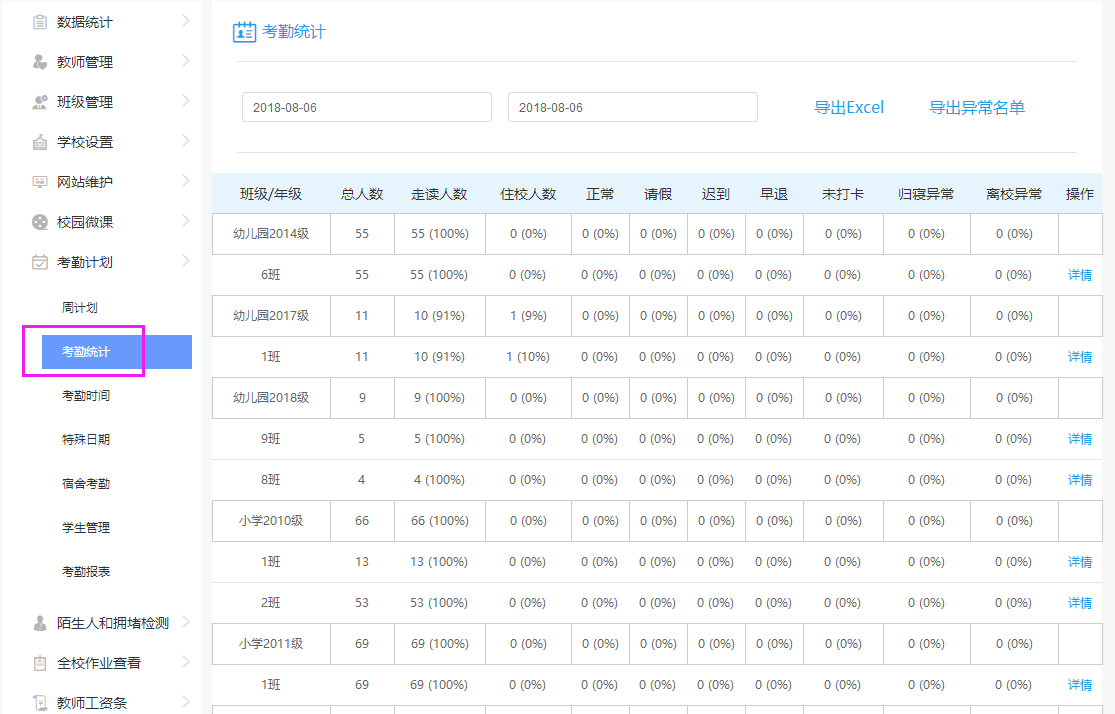 数据统计
教师管理
班级管理
学校设置
网站维护
校园微课
考勤计划
周计划
考勤统计
考勤时间
特殊日期
宿舍考勤
学生管理
考勤报表
陌生人和拥堵检测
全校作业查看
教师工资条
考勤统计
2018-08-06 2018-08-06 导出Excel 导出异常名单
班级/年级 总人数 走读人数 住校人数 正常 请假 迟到 早退 未打卡 归寝异常 离校异常 操作
幼儿园2014级 55 55 (100%) 0 (0%) 0 (0%) 0 (0%) 0 (0%) 0 (0%) 0 (0%) 0 (0%) 0 (0%)
6班 55 55 (100%) 0 (0%) 0 (0%) 0 (0%) 0 (0%) 0 (0%) 0 (0%) 0 (0%) 0 (0%) 详情
幼儿园2017级 11 10 (91%) 1 (9%) 0 (0%) 0 (0%) 0 (0%) 0 (0%) 0 (0%) 0 (0%) 0 (0%)
1班 11 10 (91%) 1 (10%) 0 (0%) 0 (0%) 0 (0%) 0 (0%) 0 (0%) 0 (0%) 0 (0%) 详情
幼儿园2018级 9 9 (100%) 0 (0%) 0 (0%) 0 (0%) 0 (0%) 0 (0%) 0 (0%) 0 (0%) 0 (0%)
9班 5 5 (100%) 0 (0%) 0 (0%) 0 (0%) 0 (0%) 0 (0%) 0 (0%) 0 (0%) 0 (0%) 详情
8班 4 4 (100%) 0 (0%) 0 (0%) 0 (0%) 0 (0%) 0 (0%) 0 (0%) 0 (0%) 0 (0%) 详情
小学2010级 66 66 (100%) 0 (0%) 0 (0%) 0 (0%) 0 (0%) 0 (0%) 0 (0%) 0 (0%) 0 (0%)
1班 13 13 (100%) 0 (0%) 0 (0%) 0 (0%) 0 (0%) 0 (0%) 0 (0%) 0 (0%) 0 (0%) 详情
2班 53 53 (100%) 0 (0%) 0 (0%) 0 (0%) 0 (0%) 0 (0%) 0 (0%) 0 (0%) 0 (0%) 详情
小学2011级 69 69 (100%) 0 (0%) 0 (0%) 0 (0%) 0 (0%) 0 (0%) 0 (0%) 0 (0%) 0 (0%)
1班 69 69 (100%) 0 (0%) 0 (0%) 0 (0%) 0 (0%) 0 (0%) 0 (0%) 0 (0%) 0 (0%) 详情